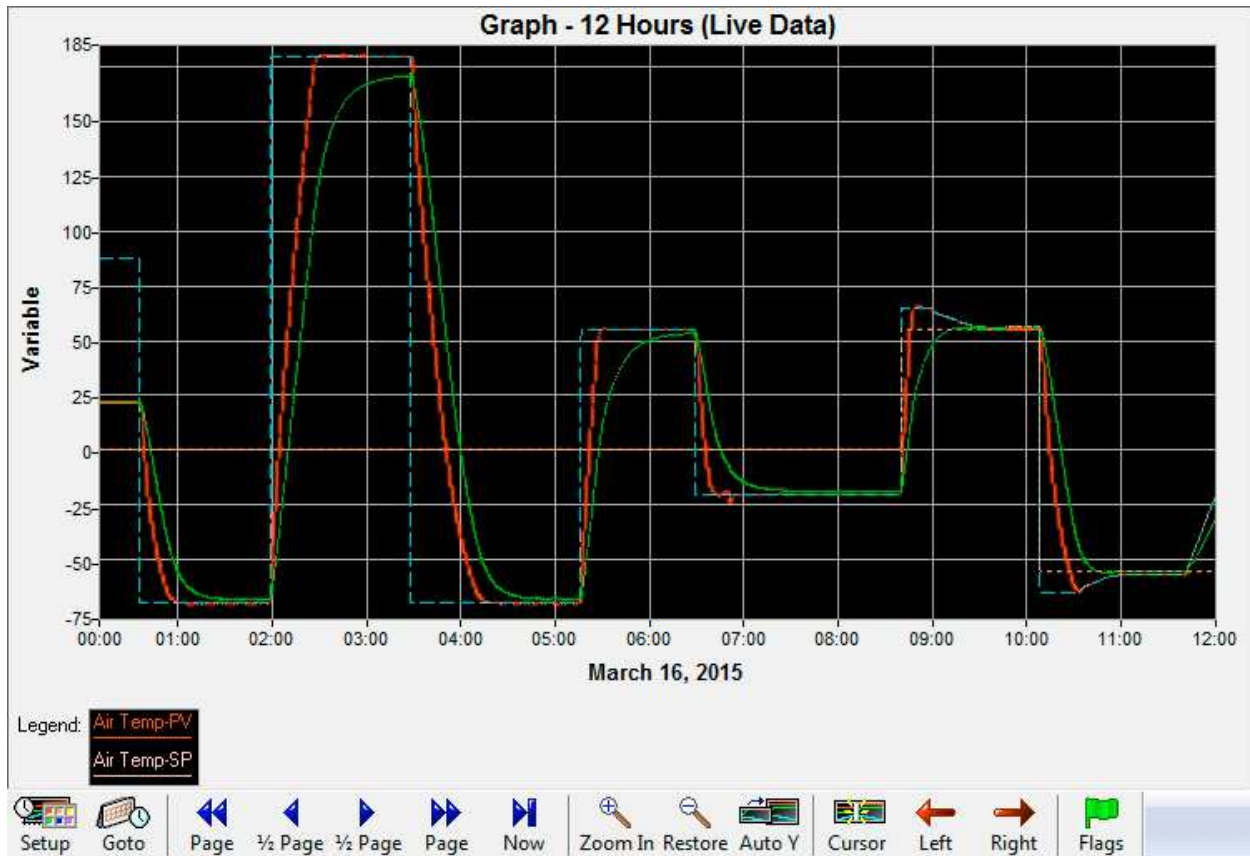 Graph - 12 Hours (Live Data)
185
150
125
100
75
50
25
0
-25
-50
-75
Variable
00:00 01:00 02:00 03:00 04:00 05:00 06:00 07:00 08:00 09:00 10:00 11:00 12:00
March 16, 2015
Legend:
Air Temp-PV
Air Temp-SP
Setup Goto Page ½ Page ½ Page Page Now Zoom In Restore Auto Y Cursor Left Right Flags